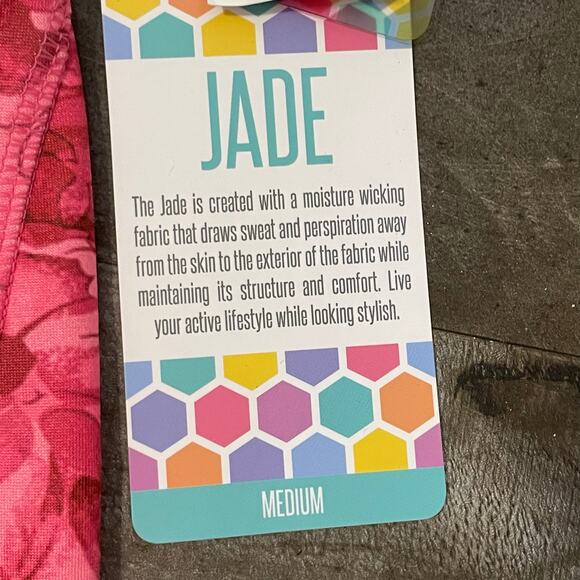 JADE
The Jade is created with a moisture wicking
fabric that draws sweat and perspiration away
from the skin to the exterior of the fabric while
maintaining its structure and comfort. Live
your active lifestyle while looking stylish.
MEDIUM